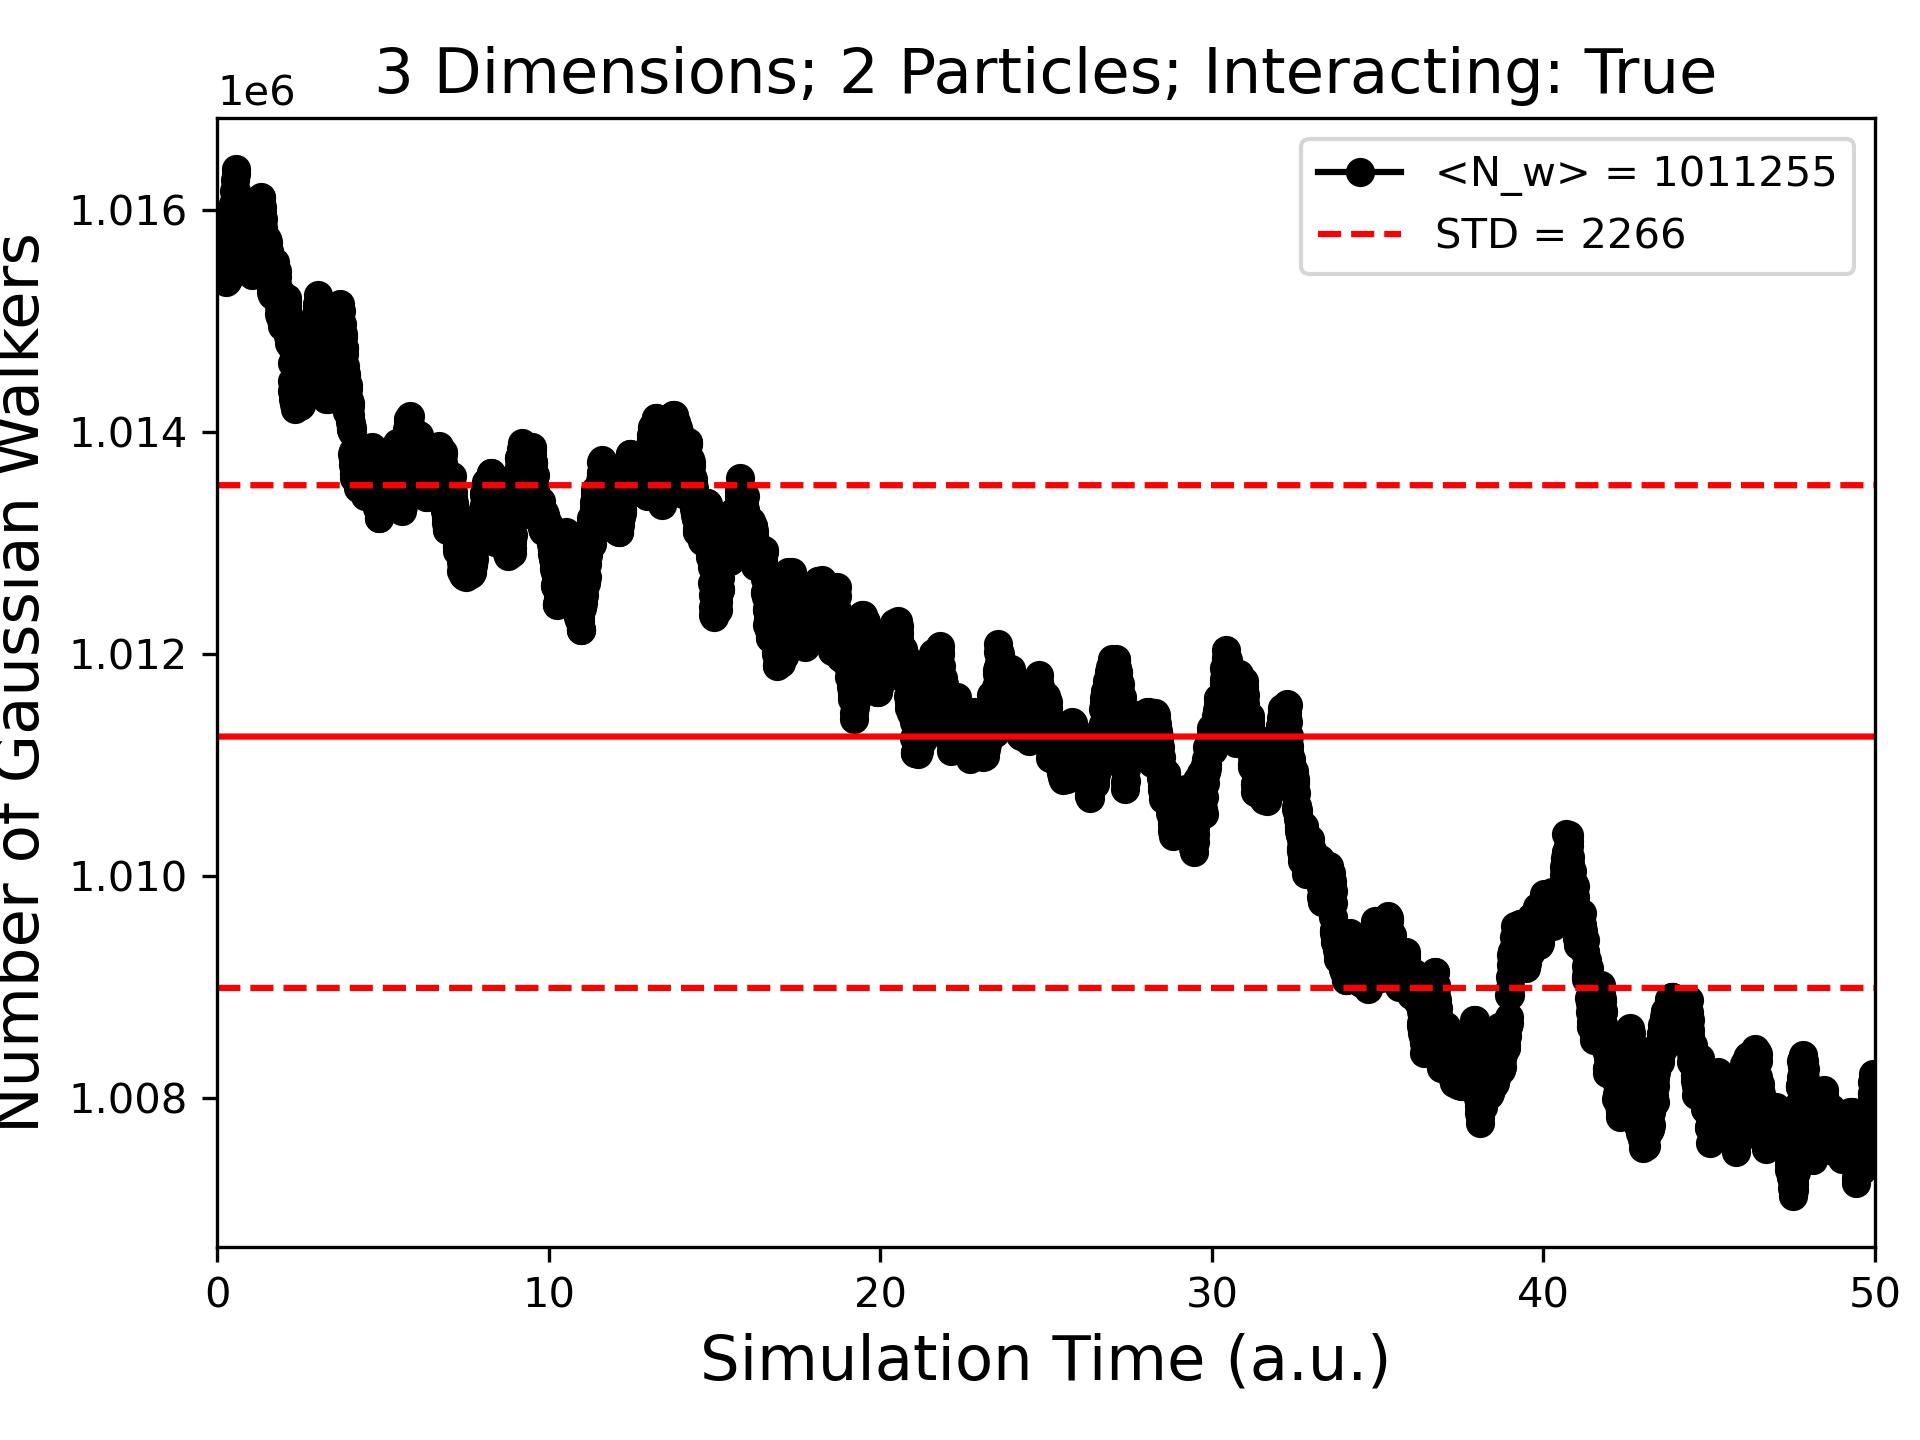 3 Dimensions; 2 Particles; Interacting: True
1e6
<N_w> = 1011255
STD = 2266
1.016
1.014
1.012
1.010
1.008
Number of Gaussian Walkers
0 10 20 30 40 50
Simulation Time (a.u.)